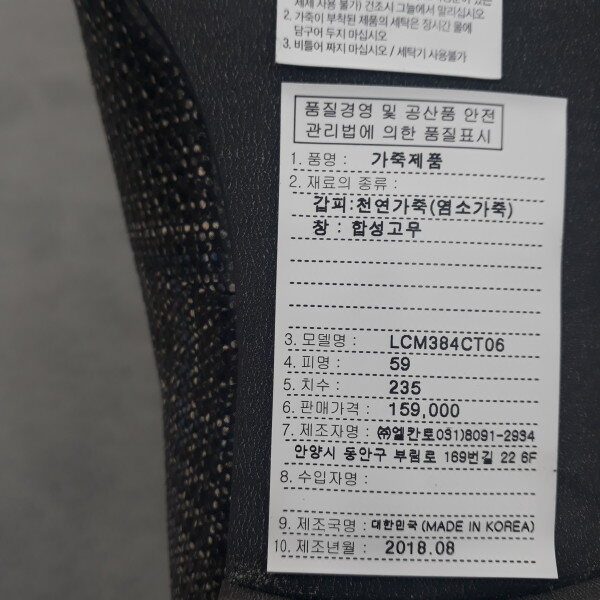 세제 사용 불가) 건조시 그늘에서 말리십시오
2. 가죽이 부착된 제품의 세탁은 장시간 물에
담구어 두지 마십시오
3. 비틀어 짜지 마십시오 / 세탁기 사용불가
품질경영 및 공산품 안전
관리법에 의한 품질표시
1. 품명 : 가죽제품
2. 재료의 종류 :
갑피:천연가죽(염소가죽)
창 : 합성고무
3. 모델명 : LCM384CT06
4. 피명 : 59
5. 치수 : 235
6. 판매가격 : 159,000
7. 제조자명 : ㈜엘칸토031)8091-2934
안양시 동안구 부림로 169번길 22 6F
8. 수입자명 :
9. 제조국명 : 대한민국 (MADE IN KOREA)
10. 제조년월 : 2018.08